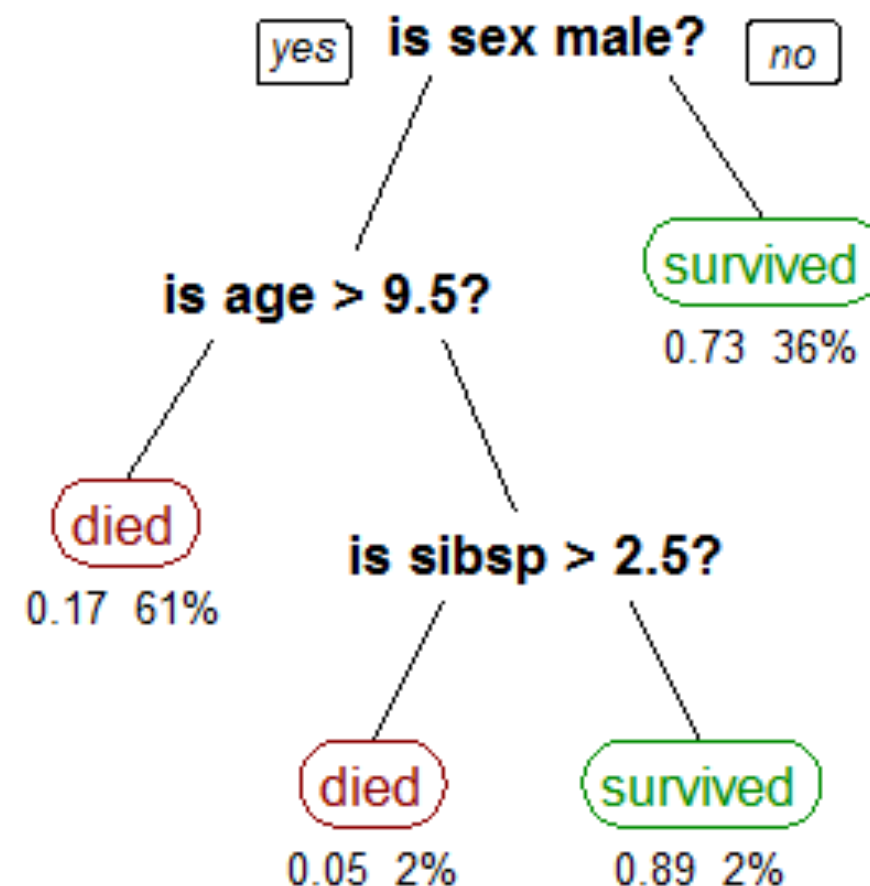 yes is sex male? no
survived
is age > 9.5?
0.73 36%
died
is sibsp > 2.5?
0.17 61%
died survived
0.05 2% 0.89 2%